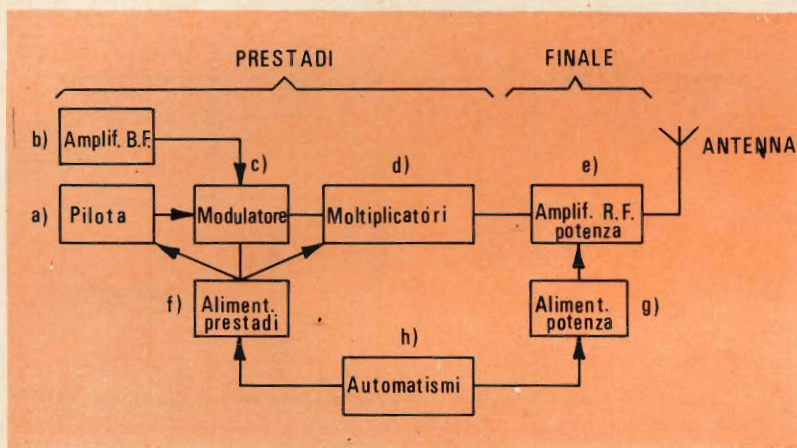 PRESTADI
FINALE
b) Amplif. B.F.
c)
d)
e)
ANTENNA
a) Pilota
Modulatore
Moltiplicatori
Amplif. R.F.
potenza
f) Aliment.
prestadi
Aliment.
potenza
g)
h)
Automatismi